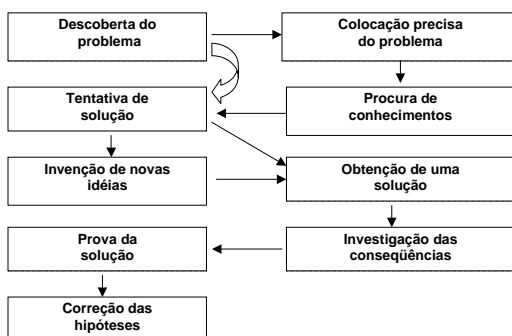 Descoberta do
problema
Colocação precisa
do problema
Tentativa de
solução
Procura de
conhecimentos
Invenção de novas
idéias
Obtenção de uma
solução
Prova da
solução
Investigação das
conseqüências
Correção das
hipóteses